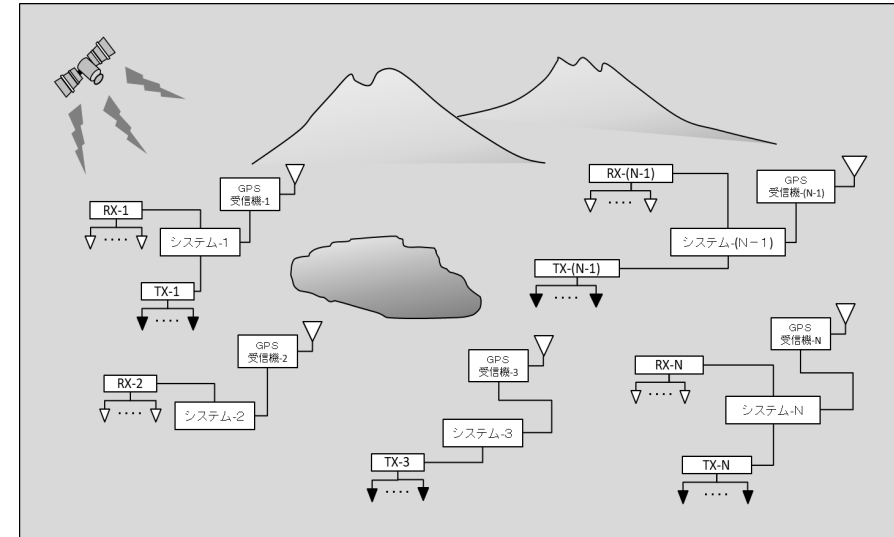 GPS
受信機-1
RX-1
‥‥
システム-1
TX-1
‥‥
RX-(N-1)
‥‥
GPS
受信機-(N-1)
システム-(N－1)
TX-(N-1)
‥‥
GPS
受信機-2
RX-2
‥‥
システム-2
GPS
受信機-3
システム-3
TX-3
‥‥
GPS
受信機-N
RX-N
‥‥
システム-N
TX-N
‥‥